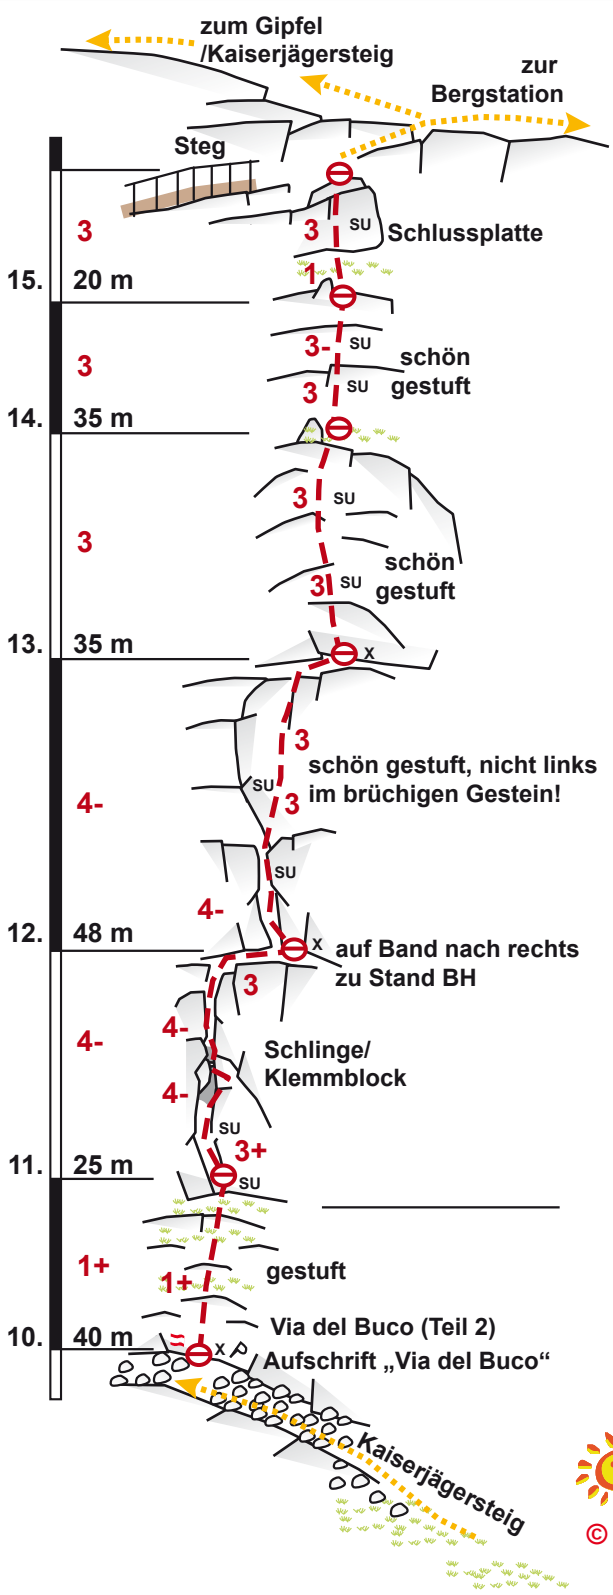 zum Gipfel
/Kaiserjägersteig
zur
Bergstation
Steg
3
3
SU
Schlussplatte
1
15.
20 m
3-
SU
schön
gestuft
3
3
SU
14.
35 m
3
SU
3
3
SU
schön
gestuft
13.
35 m
X
3
schön gestuft, nicht links
im brüchigen Gestein!
SU
3
4-
SU
4-
12.
48 m
X
auf Band nach rechts
zu Stand BH
3
4-
4-
Schlinge/
Klemmblock
4-
SU
3+
11.
25 m
SU
1+
1+
gestuft
Via del Buco (Teil 2)
10.
40 m
X
Aufschrift „Via del Buco“
Kaiserjägersteig
©